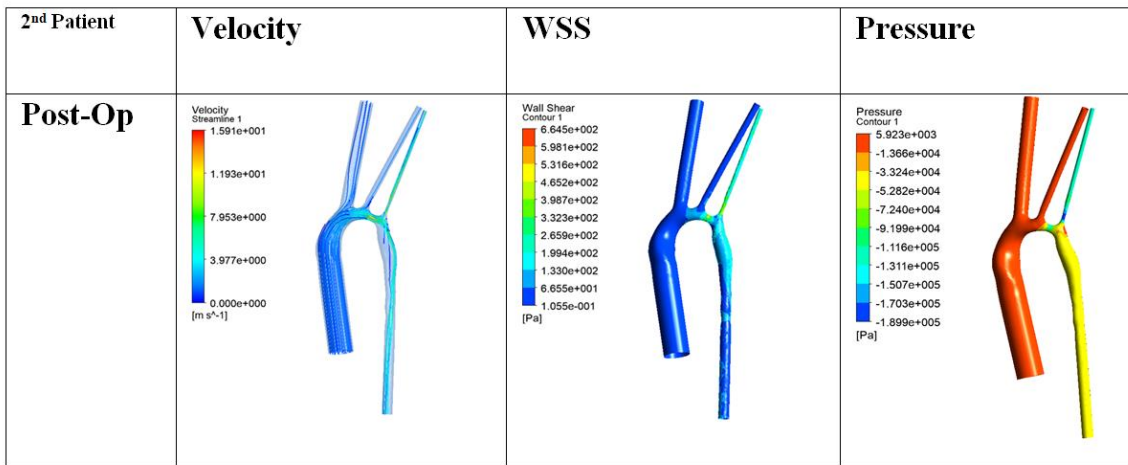 2nd Patient
Velocity
WSS
Pressure
Post-Op
Velocity
Streamline 1
1.591e+001
1.193e+001
7.953e+000
3.977e+000
0.000e+000
[m s^-1]
Wall Shear
Contour 1
6.645e+002
5.981e+002
5.316e+002
4.652e+002
3.987e+002
3.323e+002
2.659e+002
1.994e+002
1.330e+002
6.655e+001
1.055e-001
[Pa]
Pressure
Contour 1
5.923e+003
-1.366e+004
-3.324e+004
-5.282e+004
-7.240e+004
-9.199e+004
-1.116e+005
-1.311e+005
-1.507e+005
-1.703e+005
-1.899e+005
[Pa]